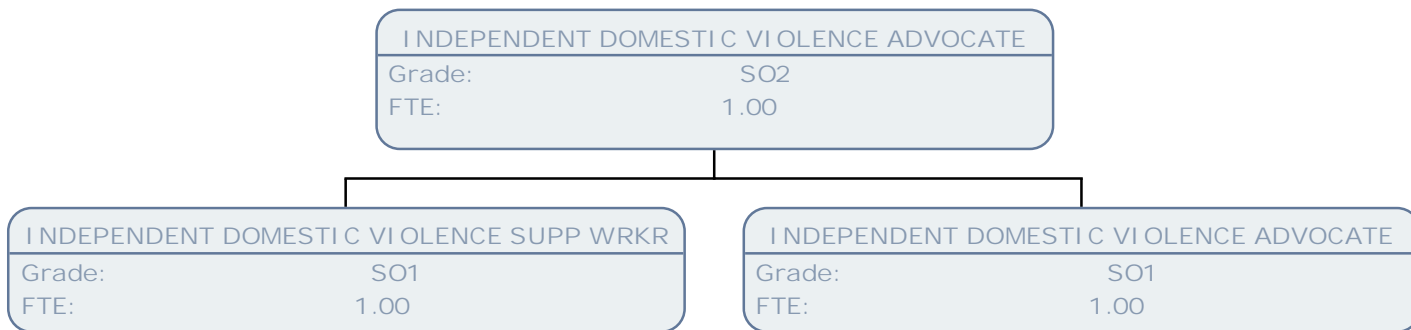 INDEPENDENT DOMESTIC VIOLENCE ADVOCATE
Grade: SO2
FTE: 1.00
INDEPENDENT DOMESTIC VIOLENCE SUPP WRKR
Grade: SO1
FTE: 1.00
INDEPENDENT DOMESTIC VIOLENCE ADVOCATE
Grade: SO1
FTE: 1.00